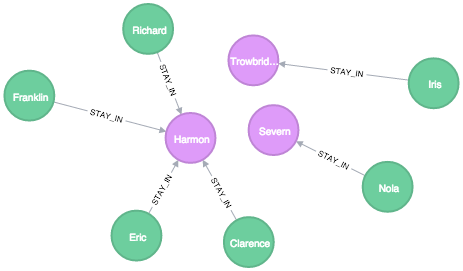 Richard
Trowbrid...
STAY_IN
Iris
STAY_IN
Franklin
STAY_IN
Harmon
Severn
STAY_IN
Nola
STAY_IN
STAY_IN
Eric
Clarence